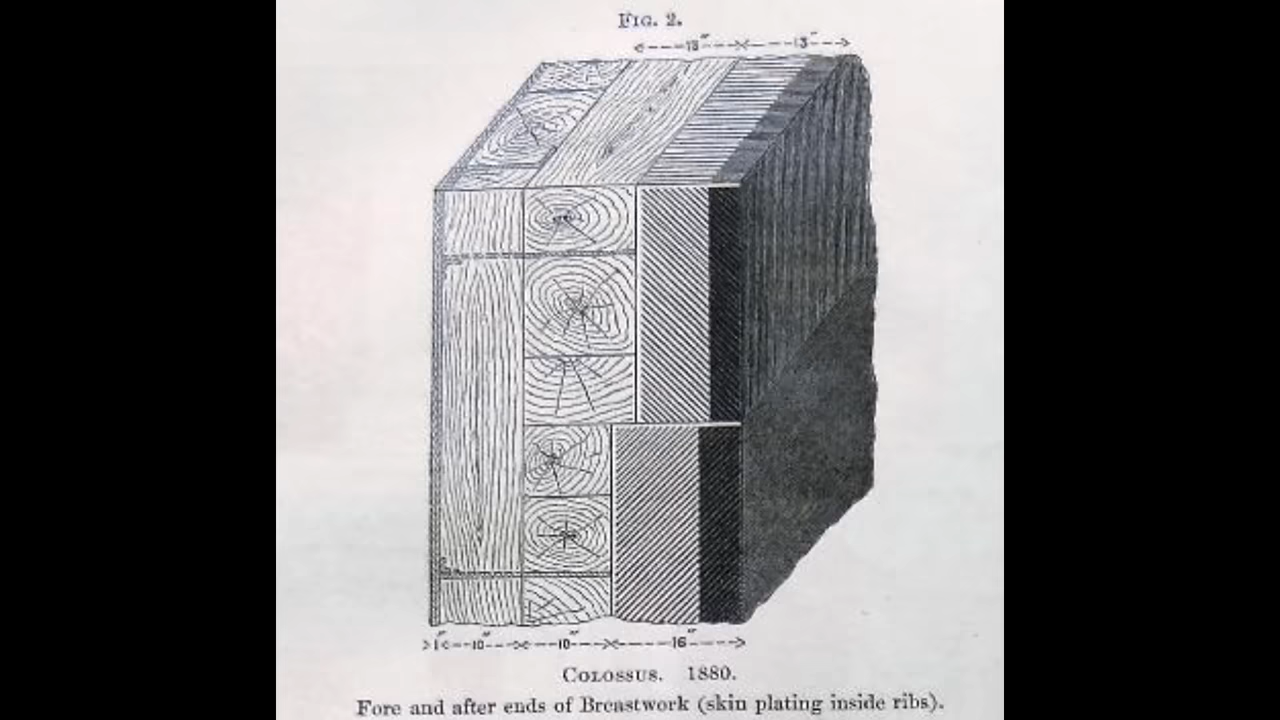 FIG. 2.
13″ 13″
1″ 10″ 10″ 16″
COLOSSUS. 1880.
Fore and after ends of Breastwork (skin plating inside ribs).